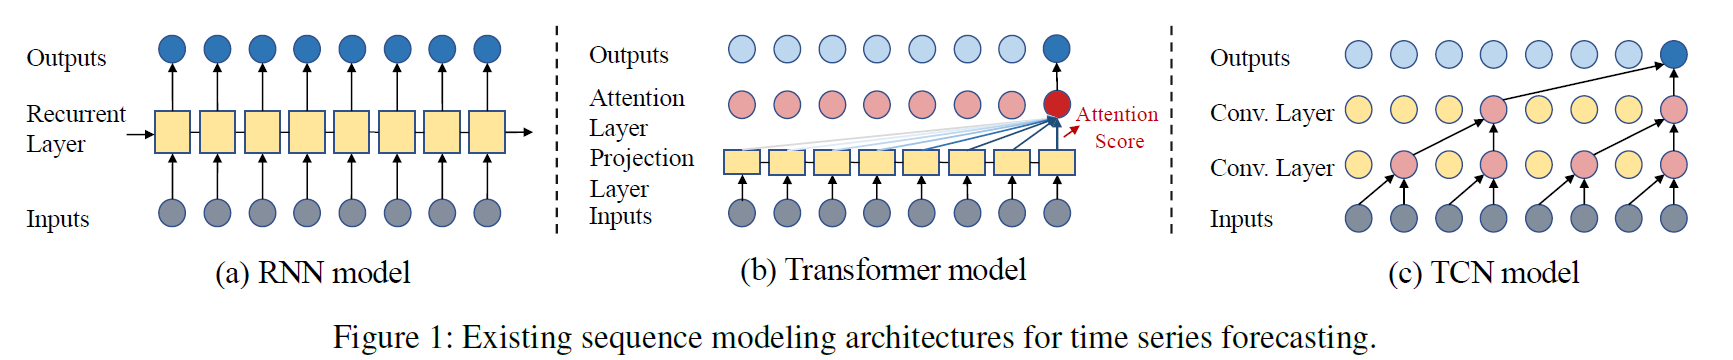 Outputs
Recurrent
Layer
Inputs
(a) RNN model
Outputs
Attention
Layer
Projection
Layer
Inputs
Attention
Score
(b) Transformer model
Outputs
Conv. Layer
Conv. Layer
Inputs
(c) TCN model
Figure 1: Existing sequence modeling architectures for time series forecasting.